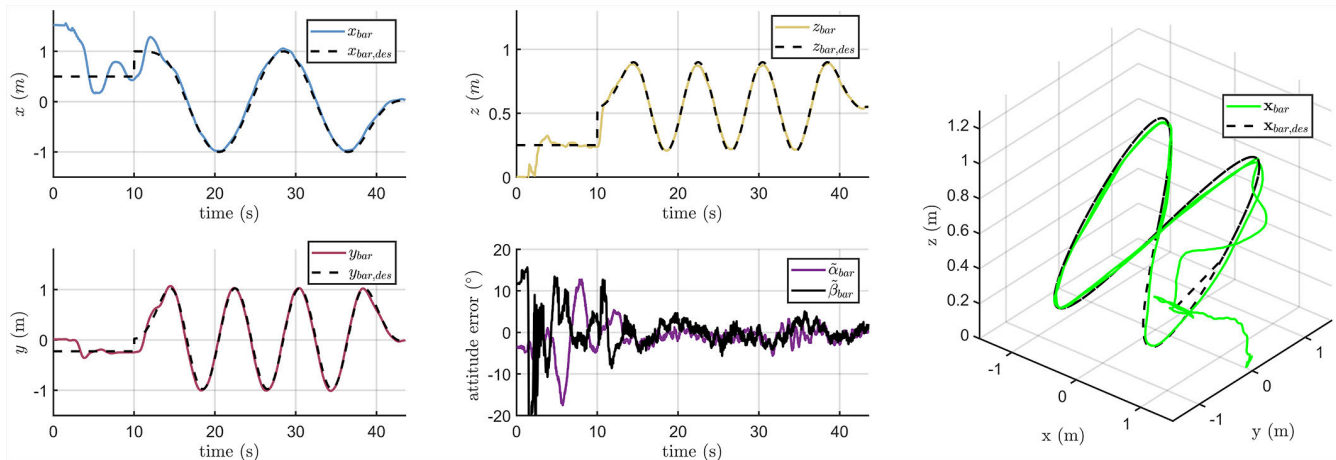 x (m)
1
0
-1
x_bar
x_bar,des
0
10
20
30
40
time (s)
z (m)
1
0.5
0
z_bar
z_bar,des
0
10
20
30
40
time (s)
y (m)
1
0
-1
y_bar
y_bar,des
0
10
20
30
40
time (s)
attitude error (°)
20
10
0
-10
-20
α̃_bar
β̃_bar
0
10
20
30
40
time (s)
z (m)
1.2
1
0.8
0.6
0.4
0.2
0
𝐱_bar
𝐱_bar,des
-1
0
1
x (m)
-1
0
1
y (m)